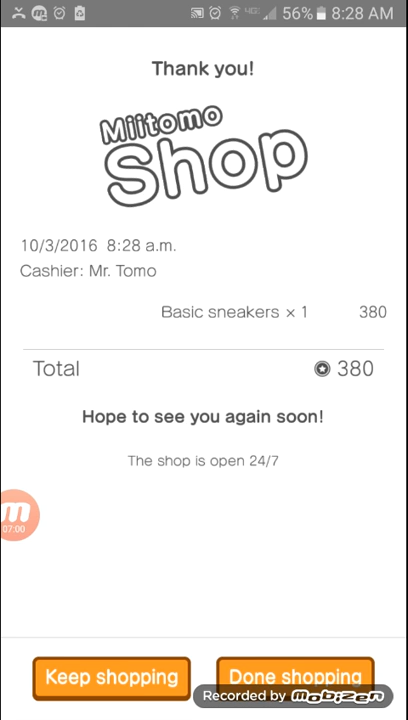 56% 8:28 AM
Thank you!
Miitomo
Shop
10/3/2016 8:28 a.m.
Cashier: Mr. Tomo
Basic sneakers × 1 380
Total 380
Hope to see you again soon!
The shop is open 24/7
07:00
Keep shopping Done shopping
Recorded by mobizen